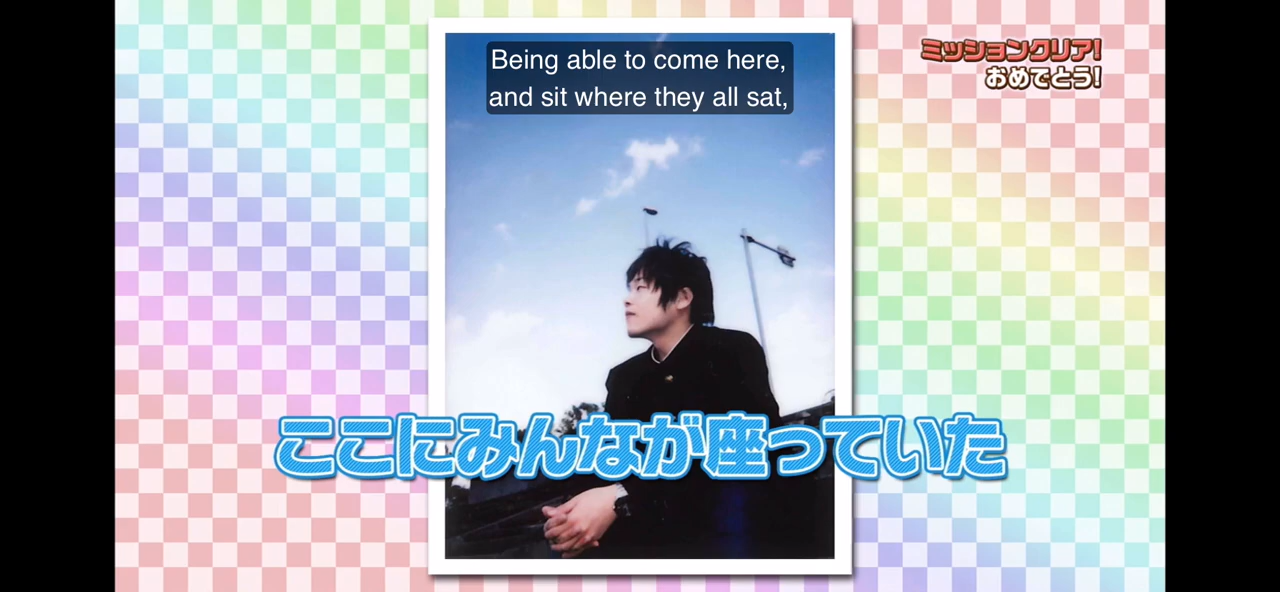 Being able to come here,
and sit where they all sat,
ミッションクリア!
おめでとう!
ここにみんなが座っていた